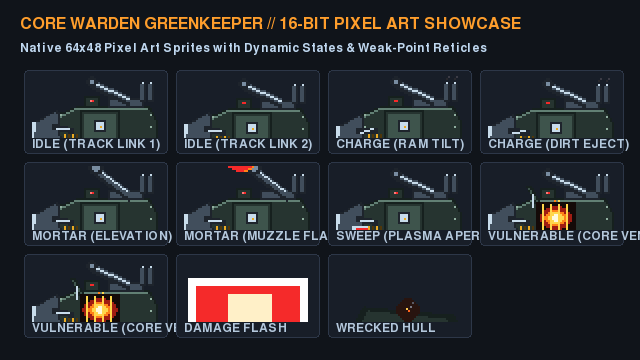 CORE WARDEN GREENKEEPER // 16-BIT PIXEL ART SHOWCASE
Native 64x48 Pixel Art Sprites with Dynamic States & Weak-Point Reticles
IDLE (TRACK LINK 1)
IDLE (TRACK LINK 2)
CHARGE (RAM TILT)
CHARGE (DIRT EJECT)
MORTAR (ELEVATION)
MORTAR (MUZZLE FLA
SWEEP (PLASMA APER
VULNERABLE (CORE VEN
VULNERABLE (CORE VE
DAMAGE FLASH
WRECKED HULL